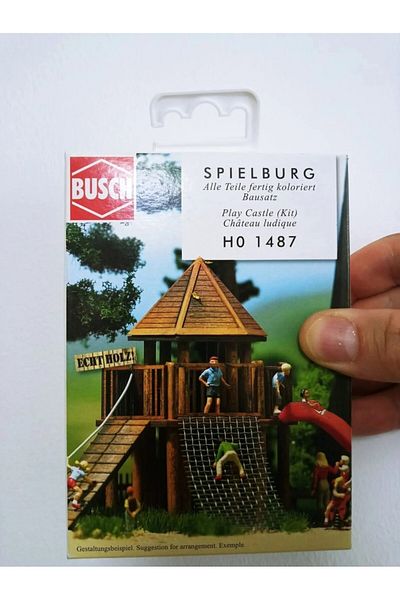 BUSCH
SPIELBURG
Alle Teile fertig koloriert
Bausatz
Play Castle (Kit)
Château ludique
H0 1487
ECHT HOLZ!
Gestaltungsbeispiel. Suggestion for arrangement. Exemple.